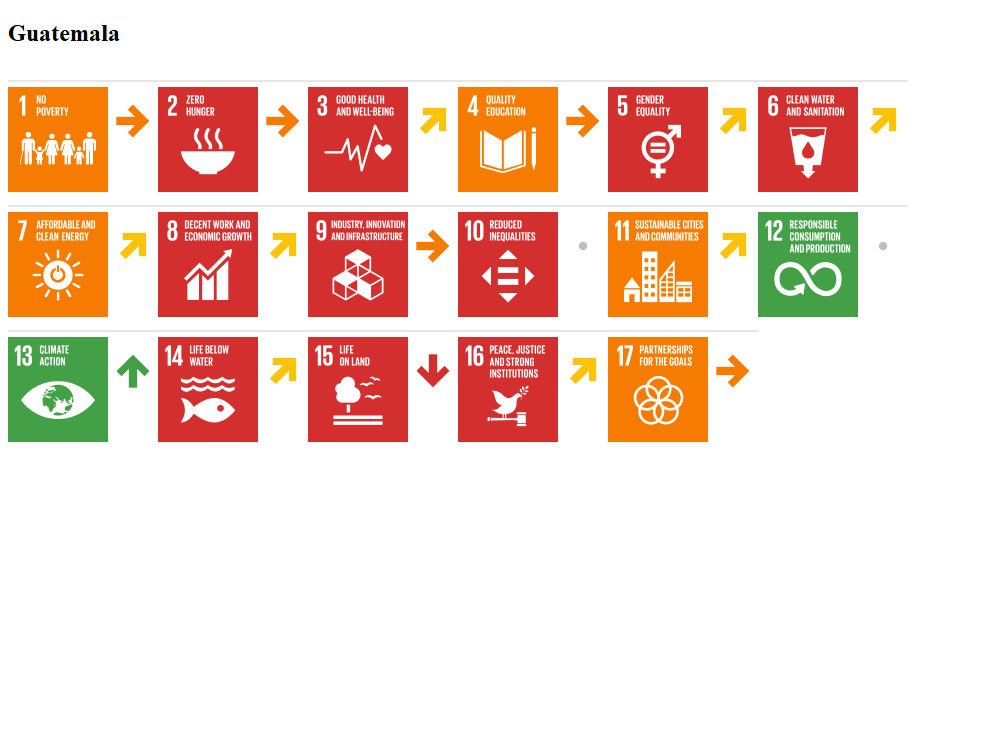 Guatemala
1 NO
POVERTY
2 ZERO
HUNGER
3 GOOD HEALTH
AND WELL-BEING
4 QUALITY
EDUCATION
5 GENDER
EQUALITY
6 CLEAN WATER
AND SANITATION
7 AFFORDABLE AND
CLEAN ENERGY
8 DECENT WORK AND
ECONOMIC GROWTH
9 INDUSTRY, INNOVATION
AND INFRASTRUCTURE
10 REDUCED
INEQUALITIES
11 SUSTAINABLE CITIES
AND COMMUNITIES
12 RESPONSIBLE
CONSUMPTION
AND PRODUCTION
13 CLIMATE
ACTION
14 LIFE BELOW
WATER
15 LIFE
ON LAND
16 PEACE, JUSTICE
AND STRONG
INSTITUTIONS
17 PARTNERSHIPS
FOR THE GOALS